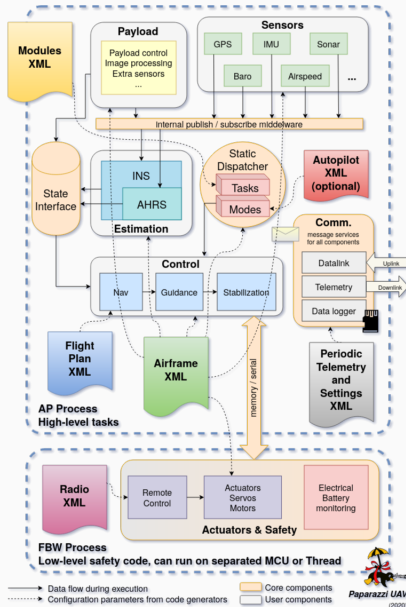 Payload
Sensors
Modules
XML
Payload control
Image processing
Extra sensors
...
GPS
IMU
Sonar
Baro
Airspeed
...
internal publish / subscribe middleware
State
Interface
INS
AHRS
Estimation
Static
Dispatcher
Tasks
Modes
Autopilot
XML
(optional)
Comm.
message services
for all components
Datalink
Telemetry
Data logger
Uplink
Downlink
Control
Nav
Guidance
Stabilization
Flight
Plan
XML
Airframe
XML
memory / serial
Periodic
Telemetry
and
Settings
XML
AP Process
High-level tasks
Radio
XML
Remote
Control
Actuators
Servos
Motors
Electrical
Battery
monitoring
Actuators & Safety
FBW Process
Low-level safety code, can run on separated MCU or Thread
Data flow during execution
Configuration parameters from code generators
Core components
User components
Paparazzi UAV